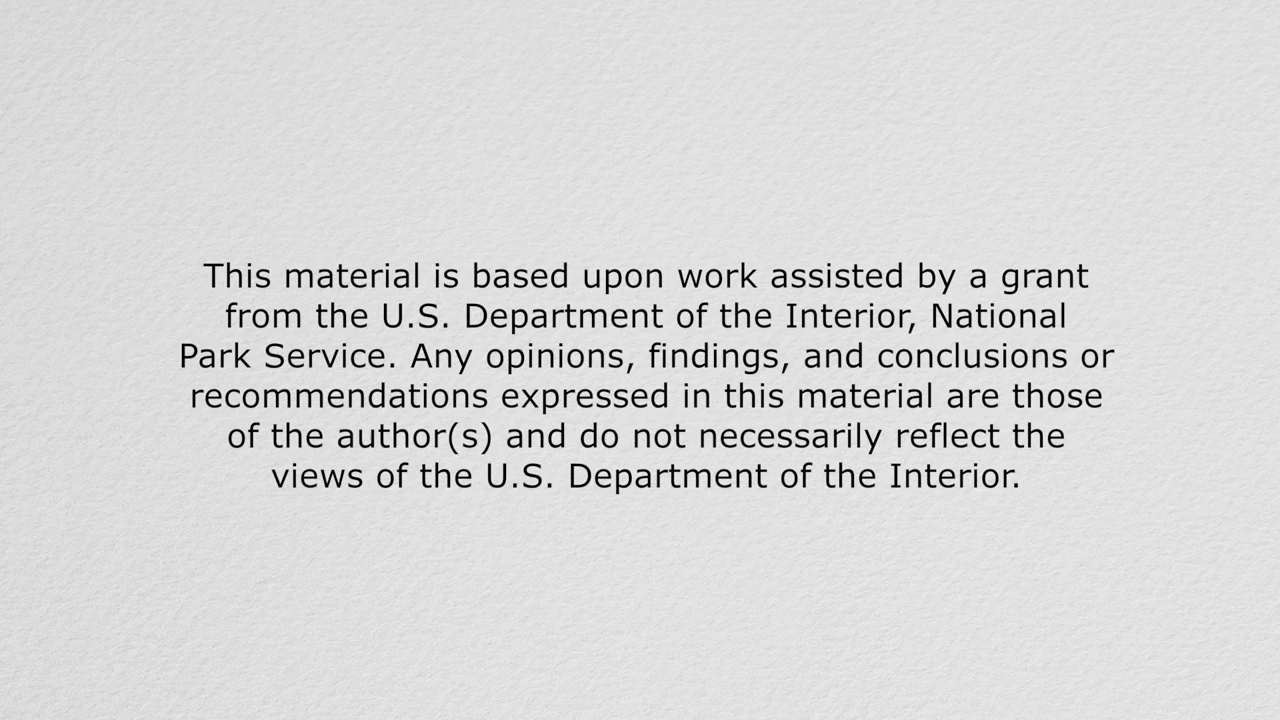 This material is based upon work assisted by a grant
from the U.S. Department of the Interior, National
Park Service. Any opinions, findings, and conclusions or
recommendations expressed in this material are those
of the author(s) and do not necessarily reflect the
views of the U.S. Department of the Interior.